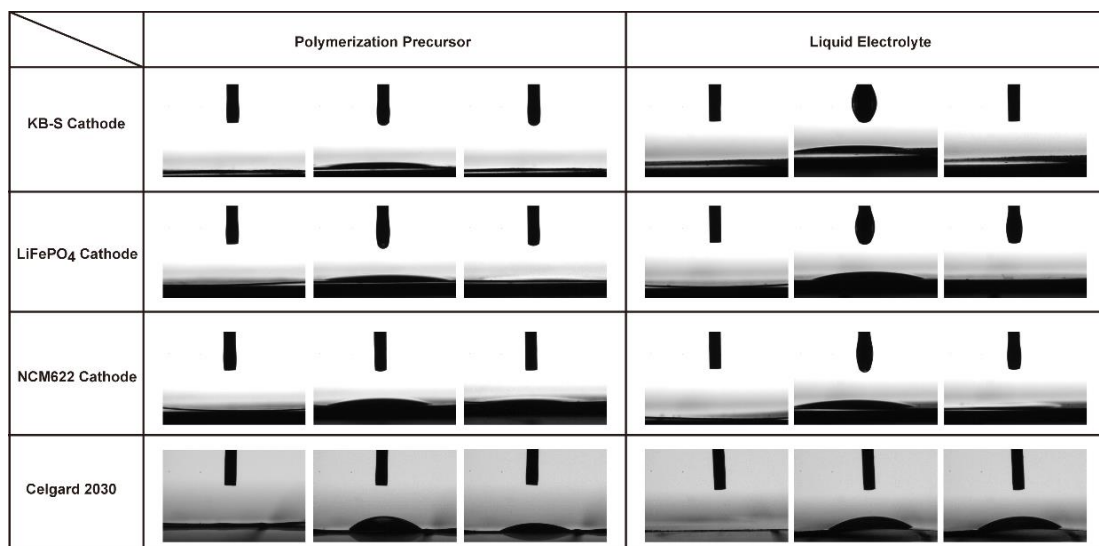 Polymerization Precursor
Liquid Electrolyte
KB-S Cathode
LiFePO4 Cathode
NCM622 Cathode
Celgard 2030